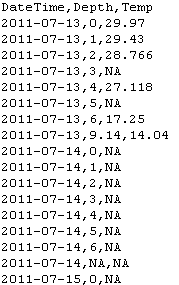 DateTime,Depth,Temp
2011-07-13,0,29.97
2011-07-13,1,29.43
2011-07-13,2,28.766
2011-07-13,3,NA
2011-07-13,4,27.118
2011-07-13,5,NA
2011-07-13,6,17.25
2011-07-13,9.14,14.04
2011-07-14,0,NA
2011-07-14,1,NA
2011-07-14,2,NA
2011-07-14,3,NA
2011-07-14,4,NA
2011-07-14,5,NA
2011-07-14,6,NA
2011-07-14,NA,NA
2011-07-15,0,NA